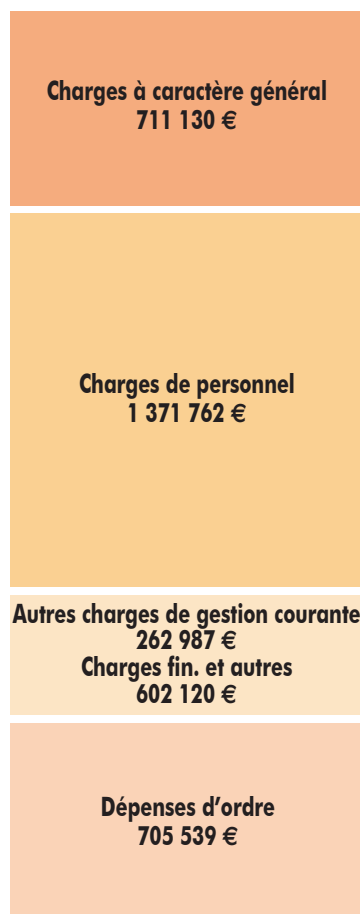 Charges à caractère général
711 130 €
Charges de personnel
1 371 762 €
Autres charges de gestion courante
262 987 €
Charges fin. et autres
602 120 €
Dépenses d’ordre
705 539 €